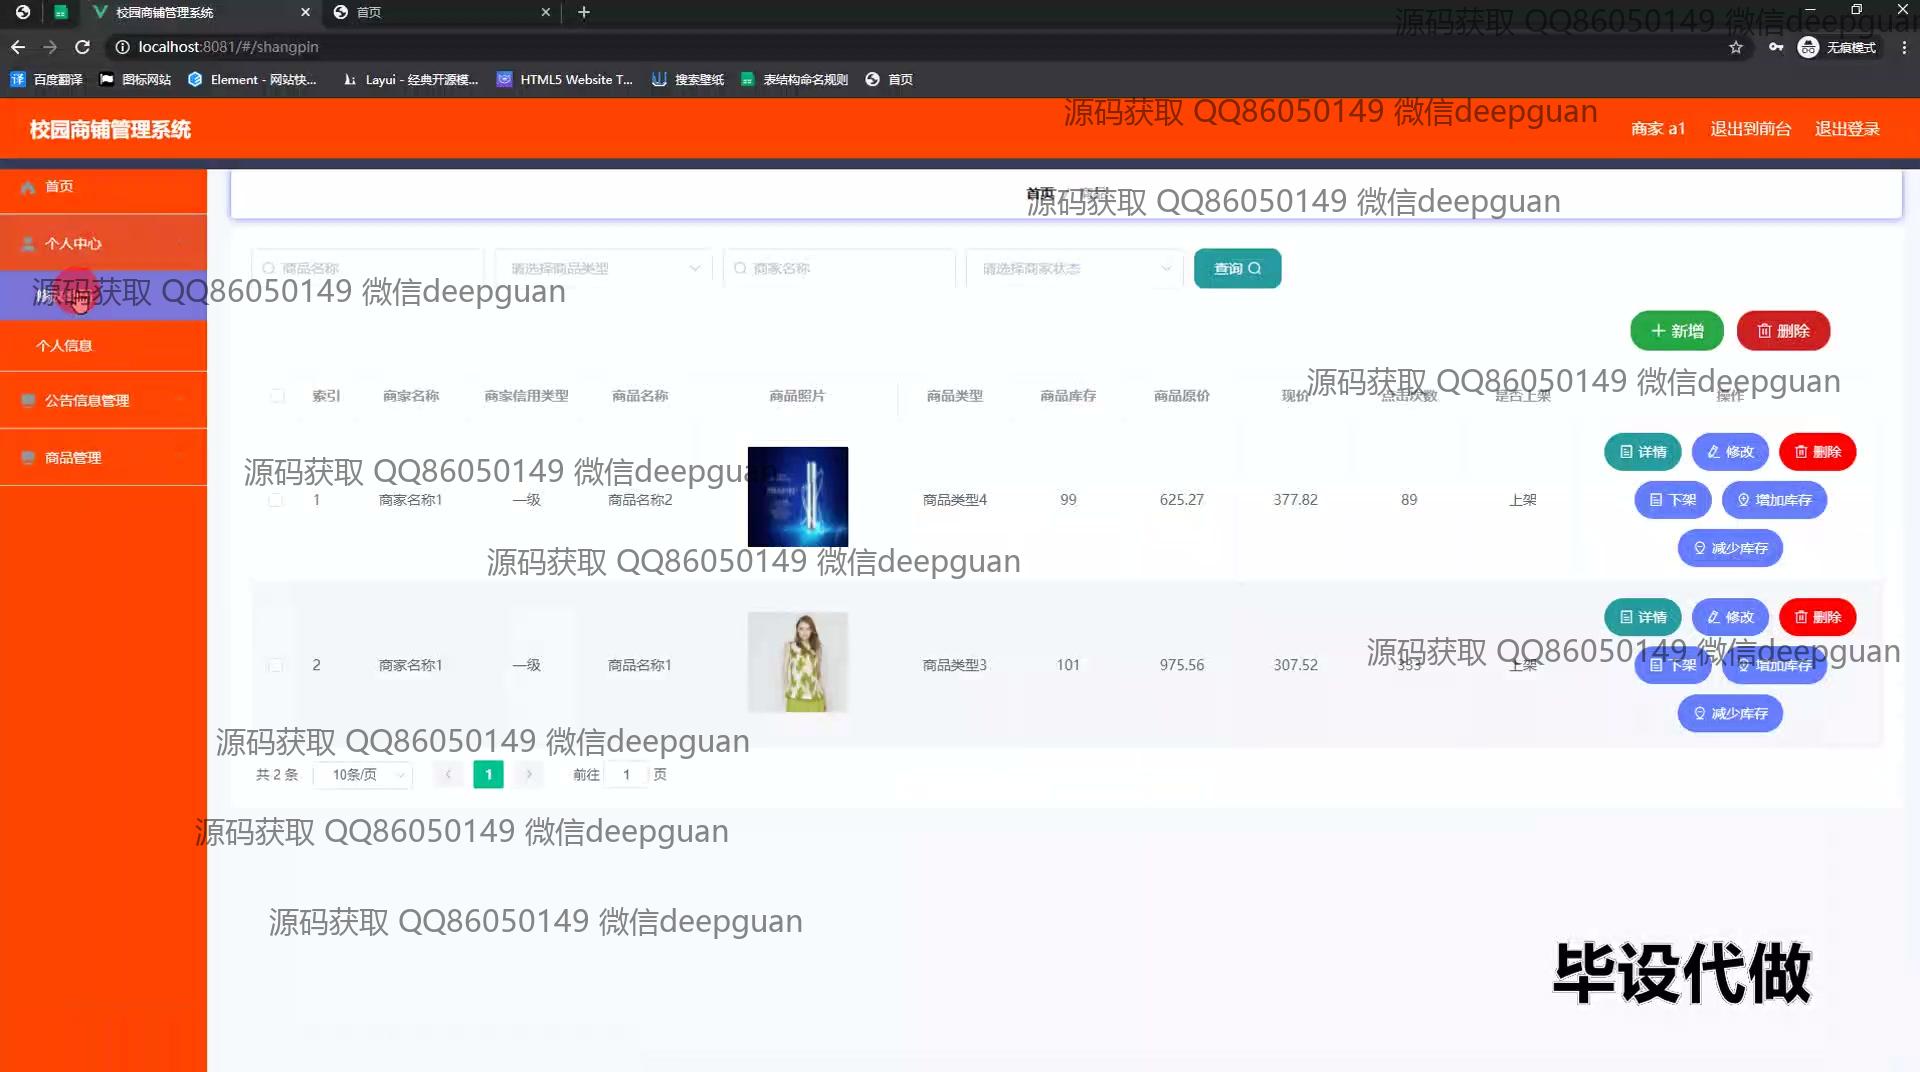 校园商铺管理系统
首页
源码获取 QQ86050149 微信deepguan
localhost:8081/#/shangpin
无痕模式
百度翻译 图标网站 Element - 网站快... Layui - 经典开源模... HTML5 Website T... 搜索壁纸 表结构命名规则 首页
源码获取 QQ86050149 微信deepguan
校园商铺管理系统
商家 a1 退出到前台 退出登录
首页
首页
源码获取 QQ86050149 微信deepguan
个人中心
商品名称 请选择商品类型 商家名称 请选择商家状态 查询
源码获取 QQ86050149 微信deepguan
新增 删除
个人信息
源码获取 QQ86050149 微信deepguan
索引 商家名称 商家信用类型 商品名称 商品照片 商品类型 商品库存 商品原价 现价 点击次数 是否上架 操作
公告信息管理
商品管理
源码获取 QQ86050149 微信deepguan
详情 修改 删除
1 商家名称1 一级 商品名称2 商品类型4 99 625.27 377.82 89 上架
下架 增加库存
减少库存
源码获取 QQ86050149 微信deepguan
详情 修改 删除
源码获取 QQ86050149 微信deepguan
2 商家名称1 一级 商品名称1 商品类型3 101 975.56 307.52 333 上架
下架 增加库存
减少库存
源码获取 QQ86050149 微信deepguan
共 2 条 10条/页 1 前往 1 页
源码获取 QQ86050149 微信deepguan
源码获取 QQ86050149 微信deepguan
毕设代做